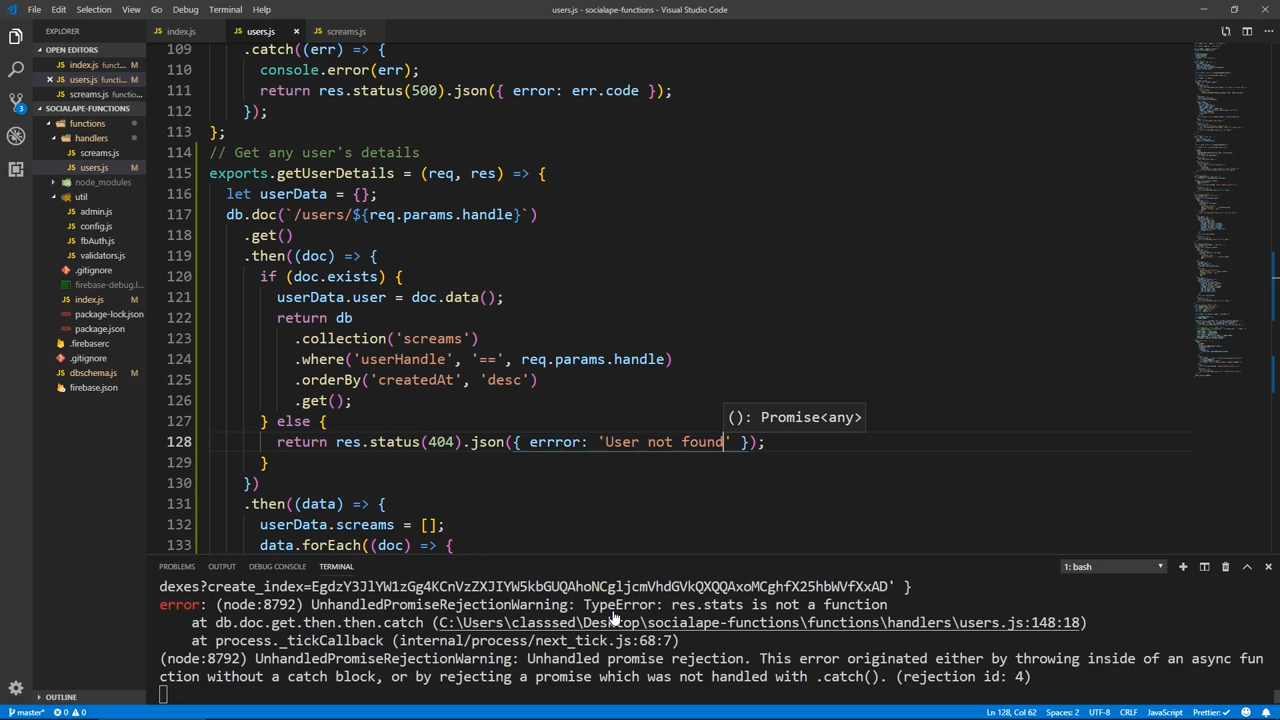 File Edit Selection View Go Debug Terminal Help
users.js - socialape-functions - Visual Studio Code
EXPLORER
index.js
users.js
screams.js
OPEN EDITORS
index.js funct... M
users.js functi... M
screams.js functio...
SOCIALAPE-FUNCTIONS
functions
handlers
screams.js
users.js M
node_modules
util
admin.js
config.js
fbAuth.js
validators.js
.gitignore
firebase-debug.l...
index.js M
package-lock.json
package.json
.firebaserc
.gitignore
dbschema.js M
firebase.json
OUTLINE
3
109 .catch((err) => {
110 console.error(err);
111 return res.status(500).json({ error: err.code });
112 });
113 };
114 // Get any user's details
115 exports.getUserDetails = (req, res) => {
116 let userData = {};
117 db.doc(`/users/${req.params.handle}`)
118 .get()
119 .then((doc) => {
120 if (doc.exists) {
121 userData.user = doc.data();
122 return db
123 .collection('screams')
124 .where('userHandle', '==', req.params.handle)
125 .orderBy('createdAt', 'desc')
126 .get();
127 } else {
(): Promise<any>
128 return res.status(404).json({ errror: 'User not found' });
129 }
130 })
131 .then((data) => {
132 userData.screams = [];
133 data.forEach((doc) => {
PROBLEMS OUTPUT DEBUG CONSOLE TERMINAL
1: bash
dexes?create_index=EgdzY3JlYW1zGg4KCnVzZXJIYW5kbGUQAhoNCgljcmVhdGVkQXQQAxoMCghfX25hbWVfXxAD' }
error: (node:8792) UnhandledPromiseRejectionWarning: TypeError: res.stats is not a function
at db.doc.get.then.then.catch (C:\Users\classsed\Desktop\socialape-functions\functions\handlers\users.js:148:18)
at process._tickCallback (internal/process/next_tick.js:68:7)
(node:8792) UnhandledPromiseRejectionWarning: Unhandled promise rejection. This error originated either by throwing inside of an async fun
ction without a catch block, or by rejecting a promise which was not handled with .catch(). (rejection id: 4)
master* 0 0
Ln 128, Col 62 Spaces: 2 UTF-8 CRLF JavaScript Prettier: ✓